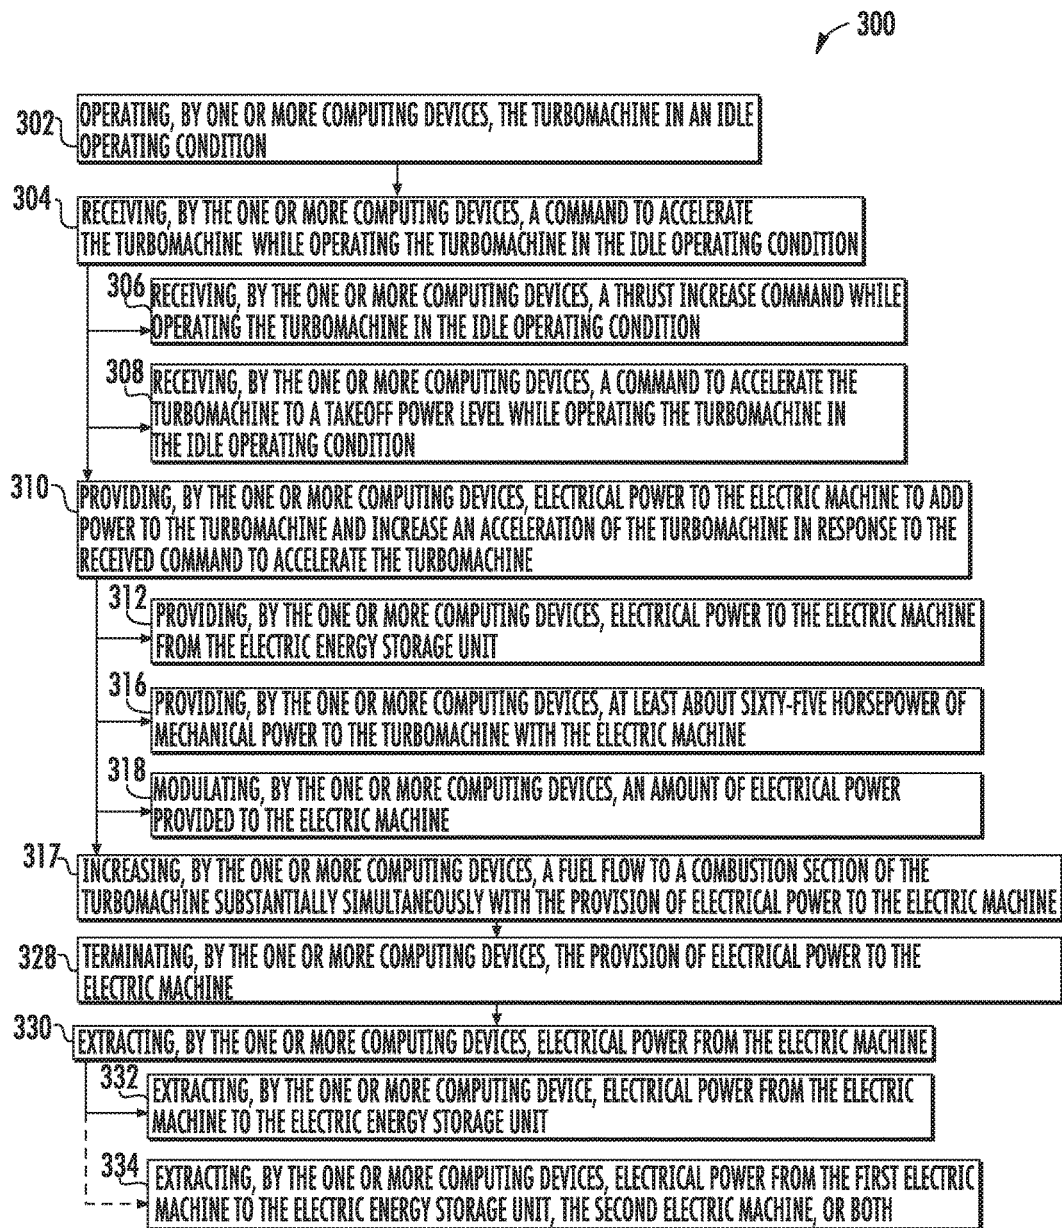 300
302
OPERATING, BY ONE OR MORE COMPUTING DEVICES, THE TURBOMACHINE IN AN IDLE
OPERATING CONDITION
304
RECEIVING, BY THE ONE OR MORE COMPUTING DEVICES, A COMMAND TO ACCELERATE
THE TURBOMACHINE WHILE OPERATING THE TURBOMACHINE IN THE IDLE OPERATING CONDITION
306
RECEIVING, BY THE ONE OR MORE COMPUTING DEVICES, A THRUST INCREASE COMMAND WHILE
OPERATING THE TURBOMACHINE IN THE IDLE OPERATING CONDITION
308
RECEIVING, BY THE ONE OR MORE COMPUTING DEVICES, A COMMAND TO ACCELERATE THE
TURBOMACHINE TO A TAKEOFF POWER LEVEL WHILE OPERATING THE TURBOMACHINE IN
THE IDLE OPERATING CONDITION
310
PROVIDING, BY THE ONE OR MORE COMPUTING DEVICES, ELECTRICAL POWER TO THE ELECTRIC MACHINE TO ADD
POWER TO THE TURBOMACHINE AND INCREASE AN ACCELERATION OF THE TURBOMACHINE IN RESPONSE TO THE
RECEIVED COMMAND TO ACCELERATE THE TURBOMACHINE
312
PROVIDING, BY THE ONE OR MORE COMPUTING DEVICES, ELECTRICAL POWER TO THE ELECTRIC MACHINE
FROM THE ELECTRIC ENERGY STORAGE UNIT
316
PROVIDING, BY THE ONE OR MORE COMPUTING DEVICES, AT LEAST ABOUT SIXTY-FIVE HORSEPOWER OF
MECHANICAL POWER TO THE TURBOMACHINE WITH THE ELECTRIC MACHINE
318
MODULATING, BY THE ONE OR MORE COMPUTING DEVICES, AN AMOUNT OF ELECTRICAL POWER
PROVIDED TO THE ELECTRIC MACHINE
317
INCREASING, BY THE ONE OR MORE COMPUTING DEVICES, A FUEL FLOW TO A COMBUSTION SECTION OF THE
TURBOMACHINE SUBSTANTIALLY SIMULTANEOUSLY WITH THE PROVISION OF ELECTRICAL POWER TO THE ELECTRIC MACHINE
328
TERMINATING, BY THE ONE OR MORE COMPUTING DEVICES, THE PROVISION OF ELECTRICAL POWER TO THE
ELECTRIC MACHINE
330
EXTRACTING, BY THE ONE OR MORE COMPUTING DEVICES, ELECTRICAL POWER FROM THE ELECTRIC MACHINE
332
EXTRACTING, BY THE ONE OR MORE COMPUTING DEVICE, ELECTRICAL POWER FROM THE ELECTRIC
MACHINE TO THE ELECTRIC ENERGY STORAGE UNIT
334
EXTRACTING, BY THE ONE OR MORE COMPUTING DEVICES, ELECTRICAL POWER FROM THE FIRST ELECTRIC
MACHINE TO THE ELECTRIC ENERGY STORAGE UNIT, THE SECOND ELECTRIC MACHINE, OR BOTH